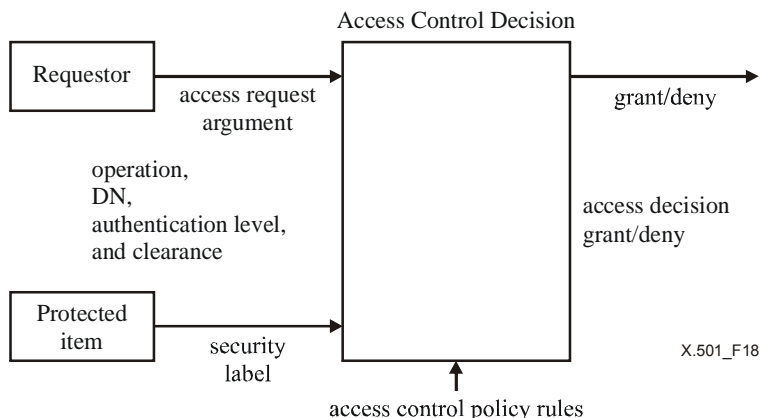 Access Control Decision
Requestor
access request
argument
grant/deny
operation,
DN,
authentication level,
and clearance
access decision
grant/deny
Protected
item
security
label
X.501_F18
access control policy rules